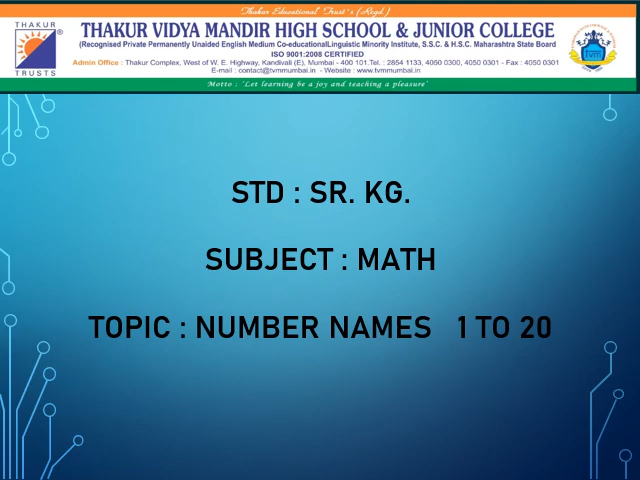 Thakur Educational Trust's (Regd.)
THAKUR
TRUSTS
THAKUR VIDYA MANDIR HIGH SCHOOL & JUNIOR COLLEGE
(Recognised Private Permanently Unaided English Medium Co-educationalLinguistic Minority Institute, S.S.C. & H.S.C. Maharashtra State Board
ISO 9001:2008 CERTIFIED
Admin Office : Thakur Complex, West of W. E. Highway, Kandivali (E), Mumbai - 400 101.Tel. : 2854 1133, 4050 0300, 4050 0301 - Fax : 4050 0301
E-mail : contact@tvmmumbai.in - Website : www.tvmmumbai.in
tvm
Motto : "Let learning be a joy and teaching a pleasure"
STD : SR. KG.
SUBJECT : MATH
TOPIC : NUMBER NAMES 1 TO 20